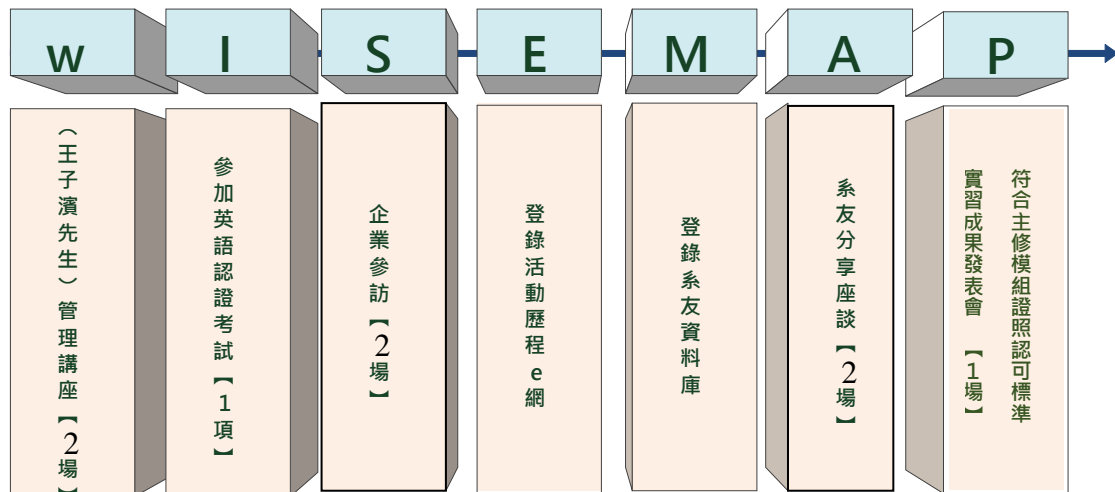 w
I
S
E
M
A
P
（王子濱先生）管理講座【2場】
參加英語認證考試【1項】
企業參訪【2場】
登錄活動歷程e網
登錄系友資料庫
系友分享座談【2場】
符合主修模組證照認可標準
實習成果發表會【1場】